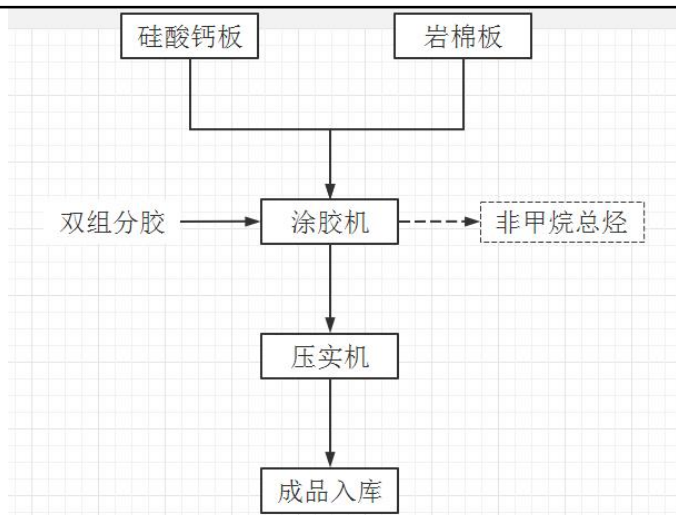 硅酸钙板
岩棉板
双组分胶
涂胶机
非甲烷总烃
压实机
成品入库